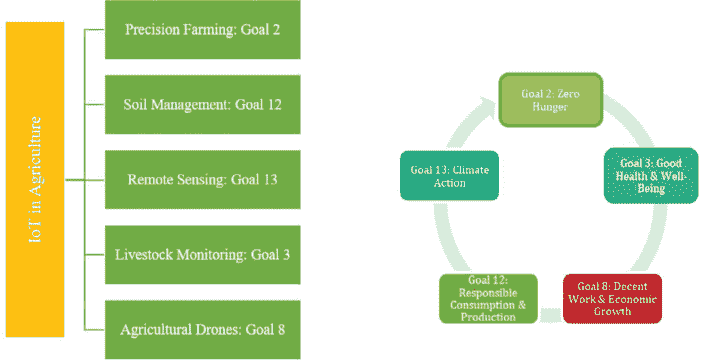 IoT in Agriculture
Precision Farming: Goal 2
Soil Management: Goal 12
Remote Sensing: Goal 13
Livestock Monitoring: Goal 3
Agricultural Drones: Goal 8
Goal 2: Zero
Hunger
Goal 3: Good
Health & Well-
Being
Goal 8: Decent
Work & Economic
Growth
Goal 12:
Responsible
Consumption &
Production
Goal 13: Climate
Action